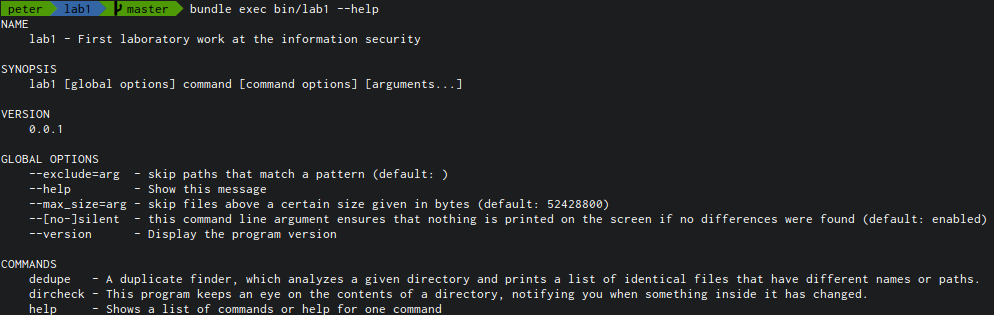 peter lab1 master bundle exec bin/lab1 --help
NAME
    lab1 - First laboratory work at the information security

SYNOPSIS
    lab1 [global options] command [command options] [arguments...]

VERSION
    0.0.1

GLOBAL OPTIONS
    --exclude=arg  - skip paths that match a pattern (default: )
    --help         - Show this message
    --max_size=arg - skip files above a certain size given in bytes (default: 52428800)
    --[no-]silent  - this command line argument ensures that nothing is printed on the screen if no differences were found (default: enabled)
    --version      - Display the program version

COMMANDS
    dedupe   - A duplicate finder, which analyzes a given directory and prints a list of identical files that have different names or paths.
    dircheck - This program keeps an eye on the contents of a directory, notifying you when something inside it has changed.
    help     - Shows a list of commands or help for one command